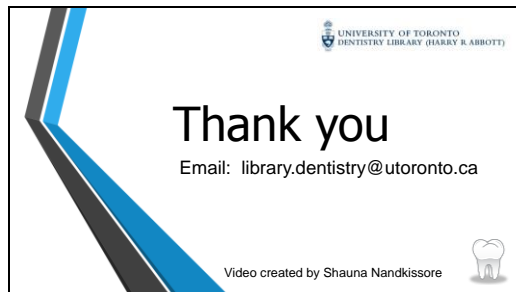 UNIVERSITY OF TORONTO
DENTISTRY LIBRARY (HARRY R ABBOTT)
Thank you
Email: library.dentistry@utoronto.ca
Video created by Shauna Nandkissore